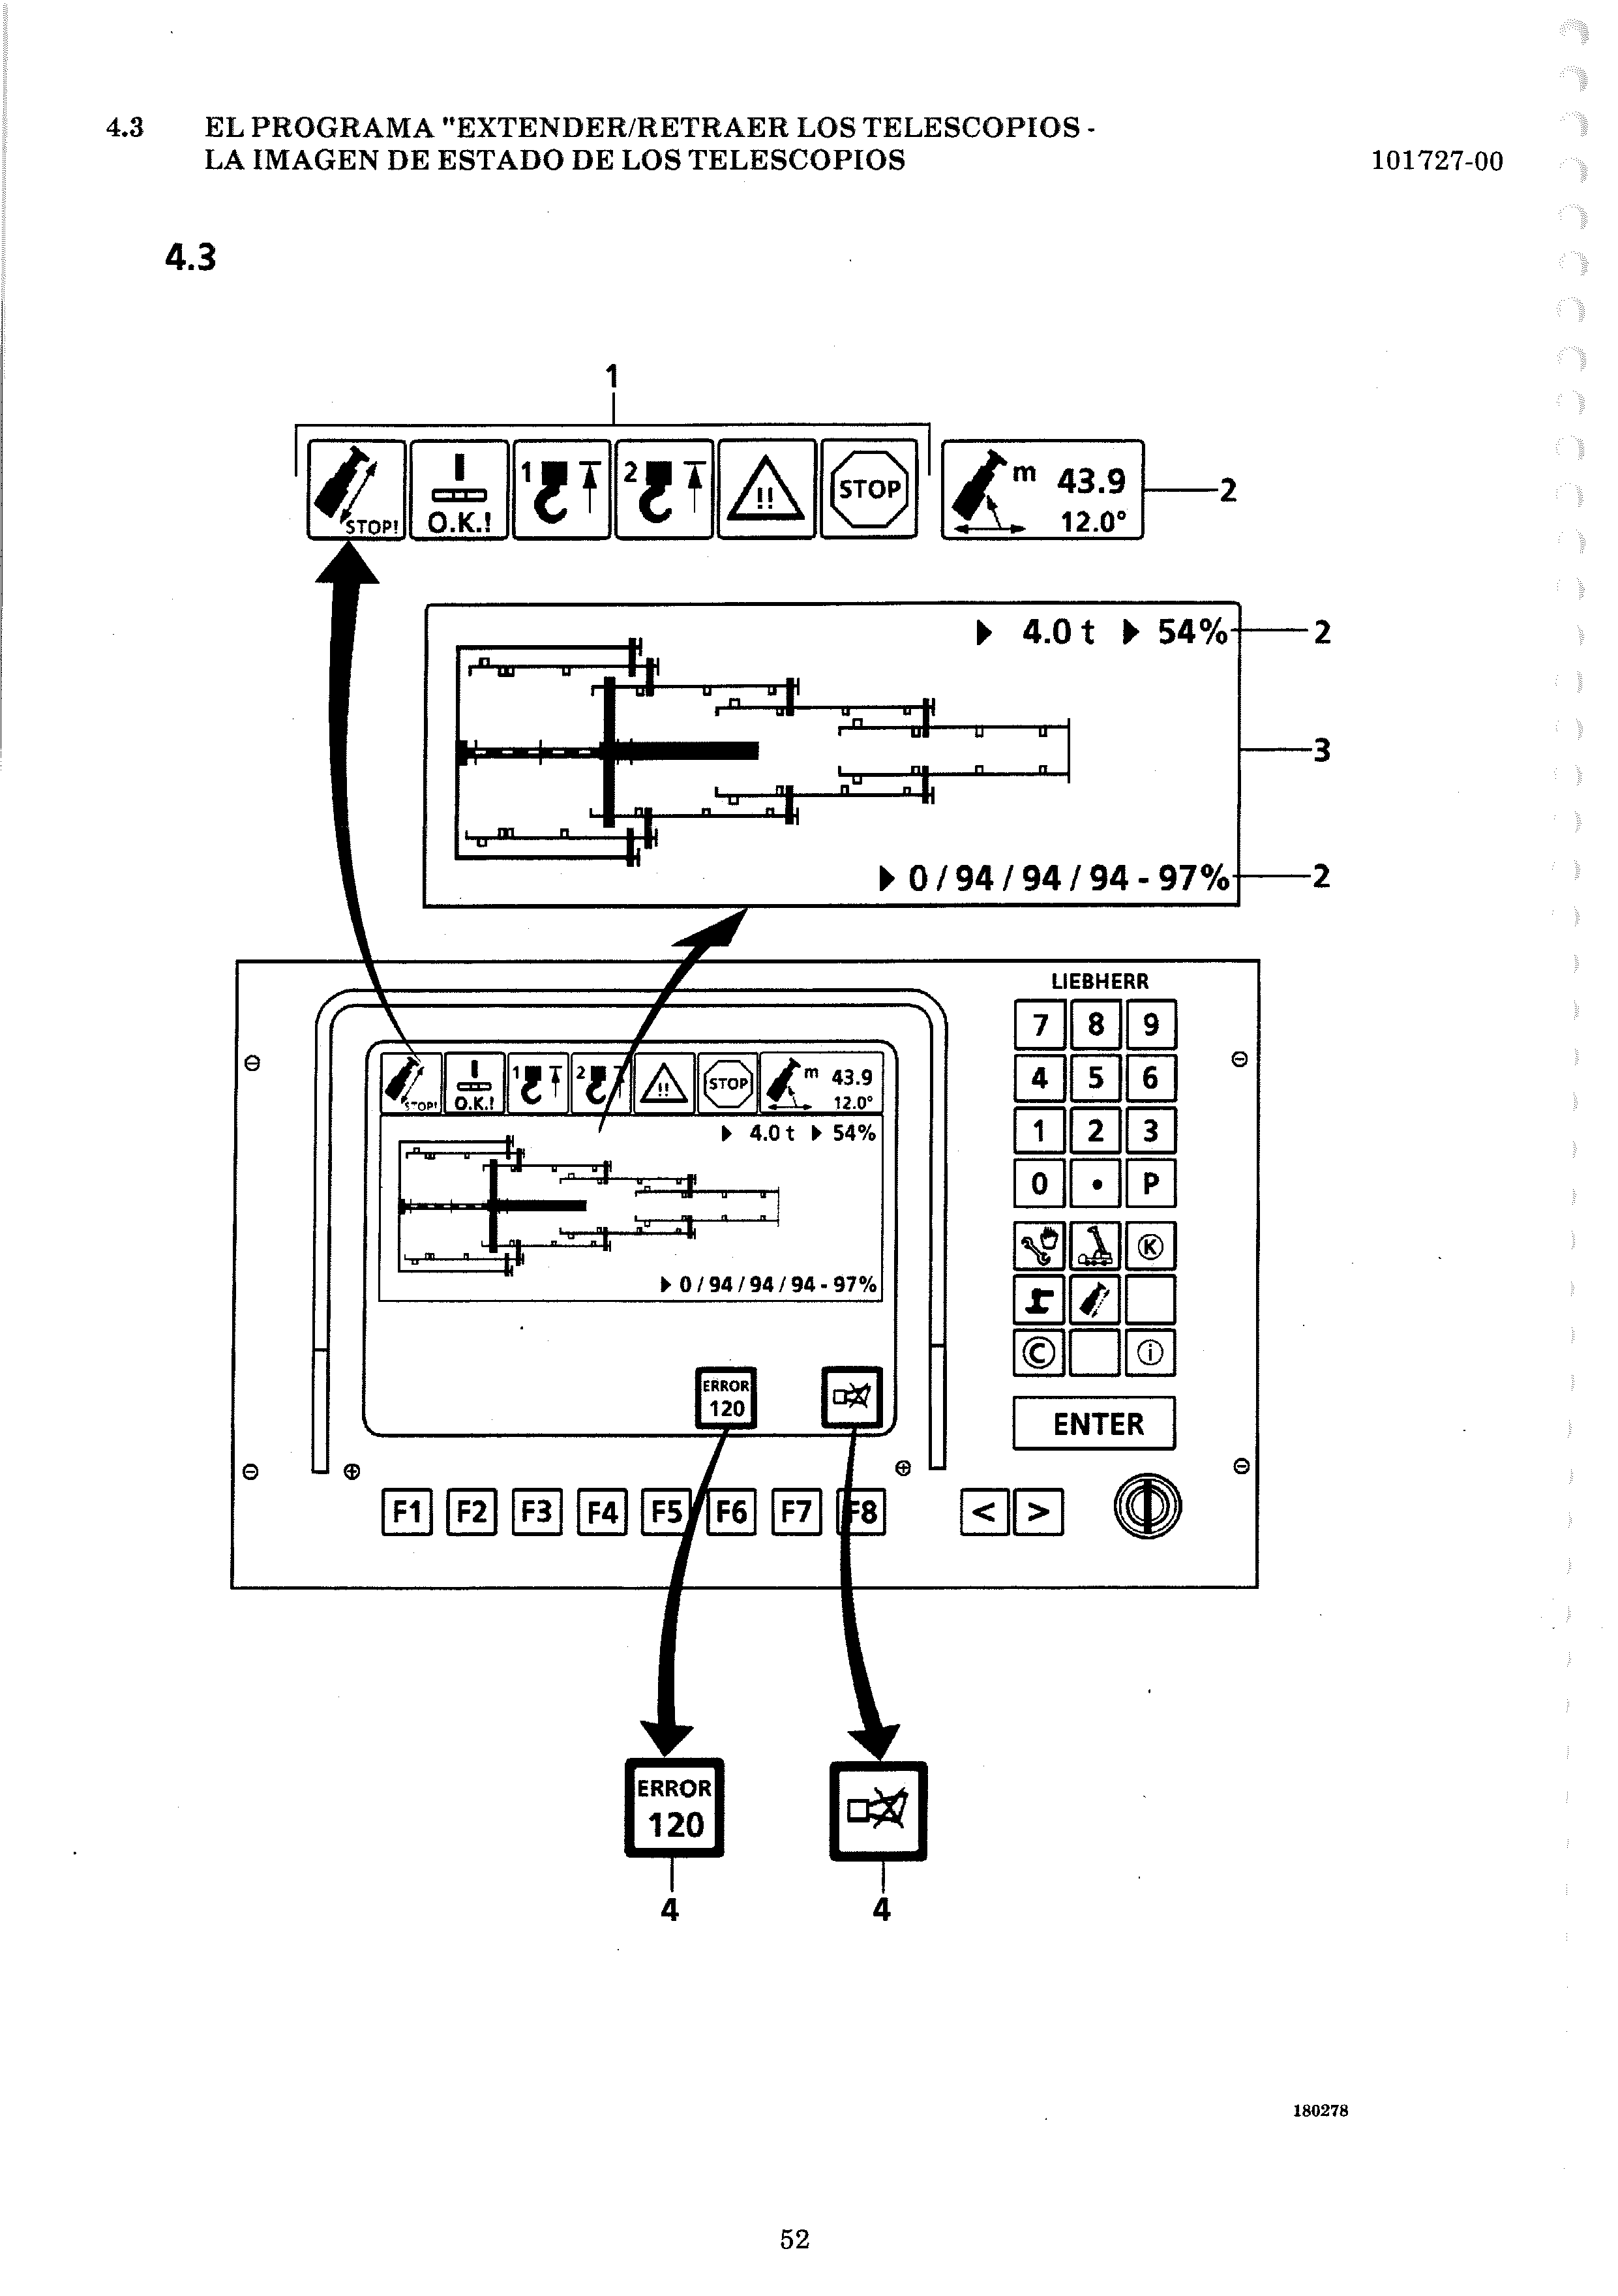 4.3 EL PROGRAMA "EXTENDER/RETRAER LOS TELESCOPIOS -
LA IMAGEN DE ESTADO DE LOS TELESCOPIOS 101727-00
4.3
1
STOP! O.K.! 1 2 !! STOP m 43.9 2
12.0°
4.0 t 54% 2
3
0 / 94 / 94 / 94 - 97% 2
LIEBHERR
7 8 9
4 5 6
1 2 3
0 • P
K
C i
ENTER
STOP! O.K.! 1 2 !! STOP m 43.9
12.0°
4.0 t 54%
0 / 94 / 94 / 94 - 97%
ERROR
120
F1 F2 F3 F4 F5 F6 F7 F8 < >
ERROR
120
4 4
180278
52